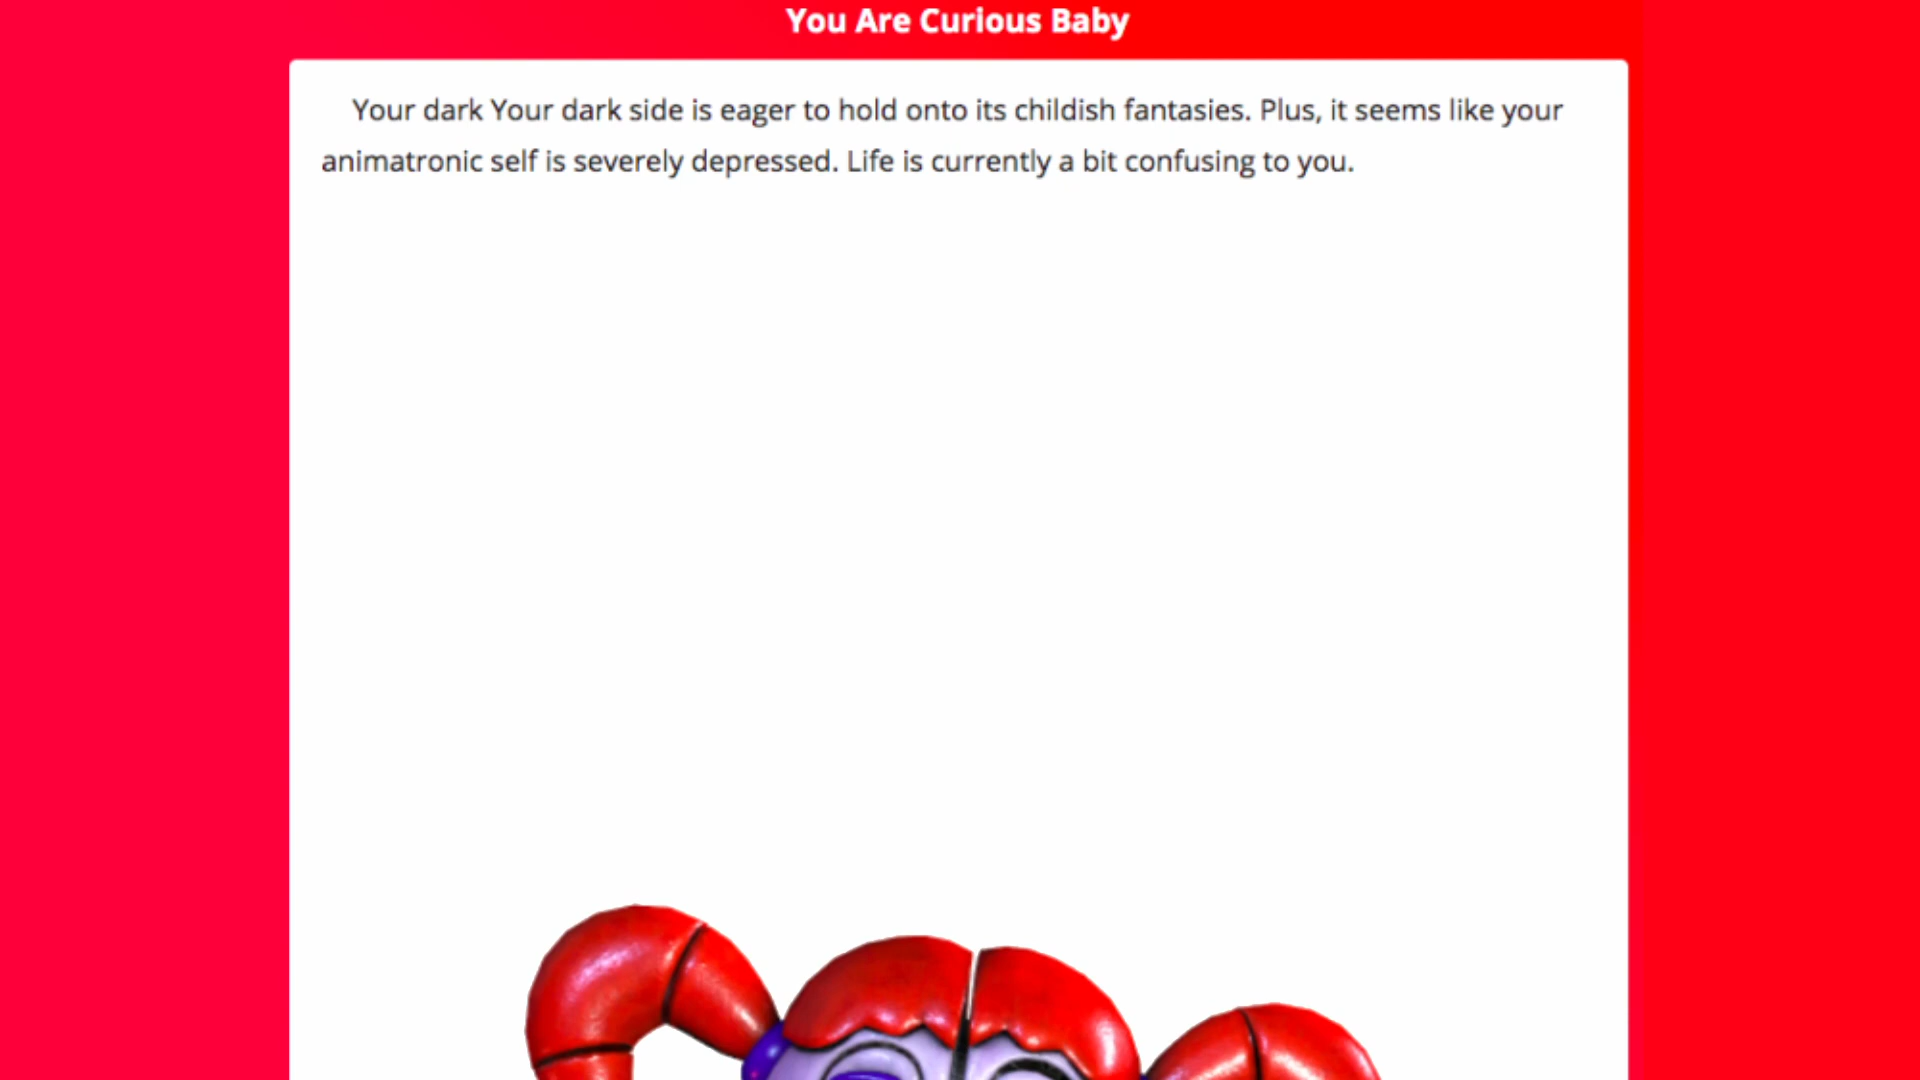 You Are Curious Baby
Your dark Your dark side is eager to hold onto its childish fantasies. Plus, it seems like your
animatronic self is severely depressed. Life is currently a bit confusing to you.